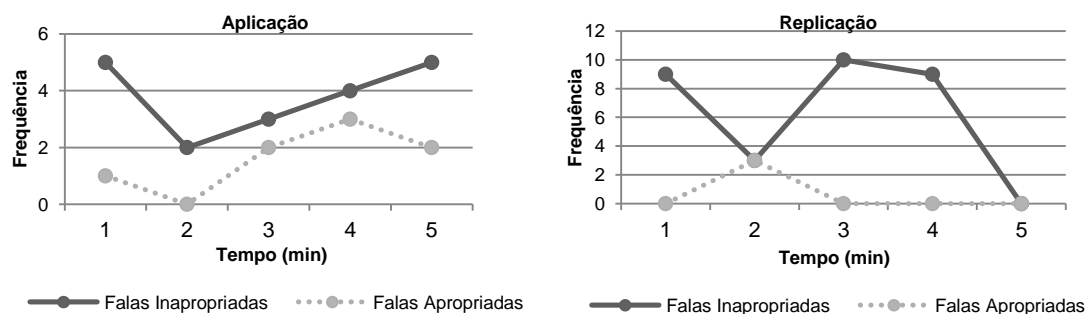 Aplicação
6
4
2
0
Frequência
1 2 3 4 5
Tempo (min)
Falas Inapropriadas Falas Apropriadas
Replicação
12
10
8
6
4
2
0
Frequência
1 2 3 4 5
Tempo (min)
Falas Inapropriadas Falas Apropriadas